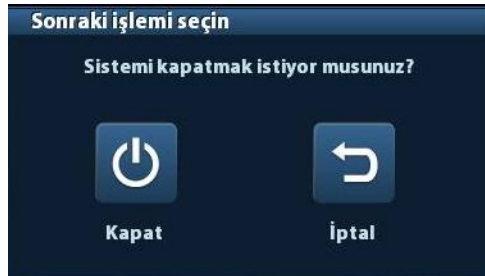 Sonraki işlemi seçin
Sistemi kapatmak istiyor musunuz?
Kapat İptal